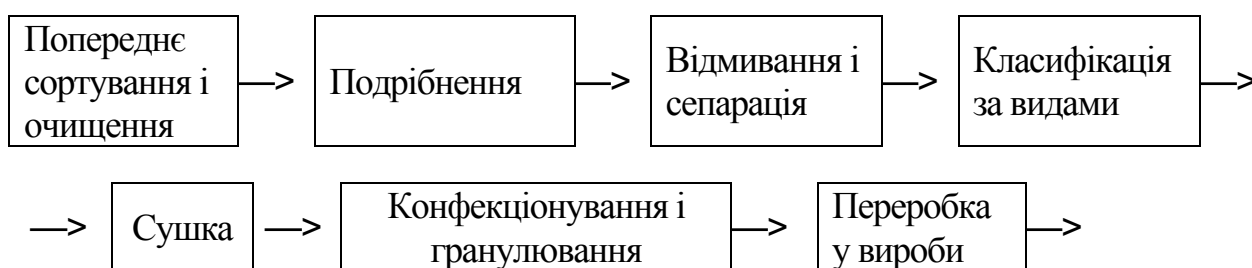 Попереднє
сортування і
очищення
Подрібнення
Відмивання і
сепарація
Класифікація
за видами
Сушка
Конфекціонування і
гранулювання
Переробка
у вироби